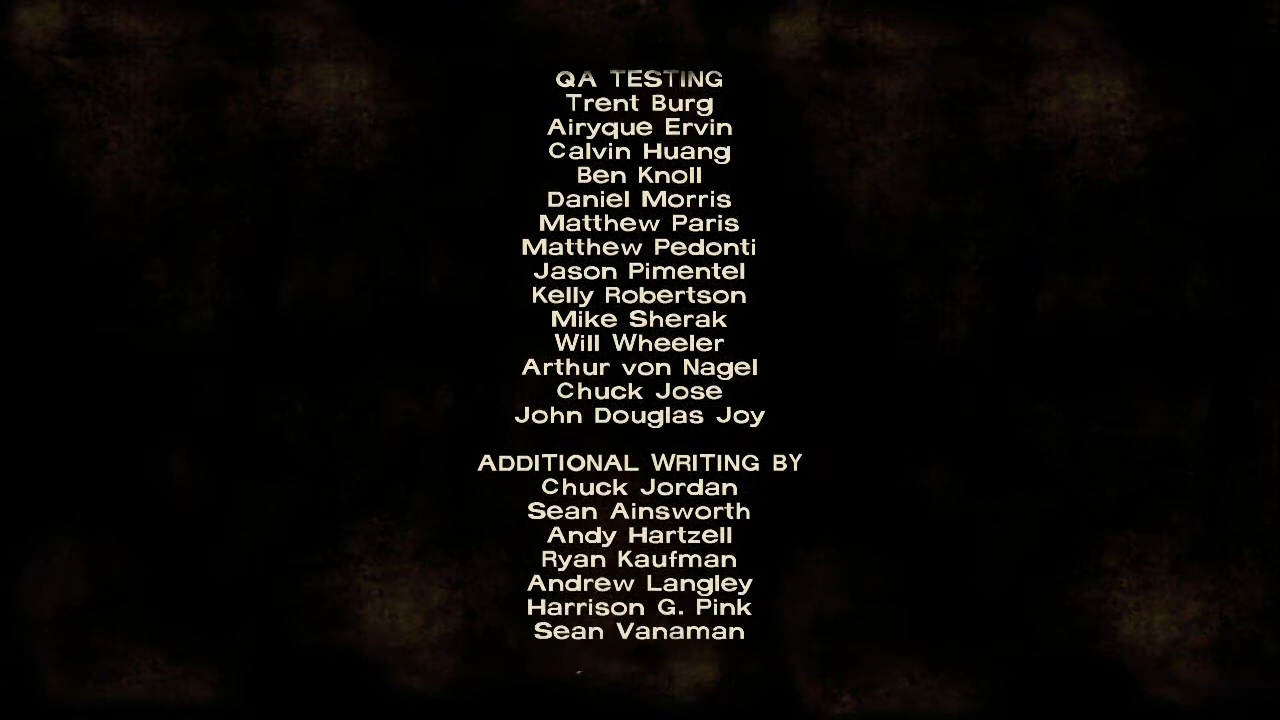 QA TESTING
Trent Burg
Airyque Ervin
Calvin Huang
Ben Knoll
Daniel Morris
Matthew Paris
Matthew Pedonti
Jason Pimentel
Kelly Robertson
Mike Sherak
Will Wheeler
Arthur von Nagel
Chuck Jose
John Douglas Joy
ADDITIONAL WRITING BY
Chuck Jordan
Sean Ainsworth
Andy Hartzell
Ryan Kaufman
Andrew Langley
Harrison G. Pink
Sean Vanaman